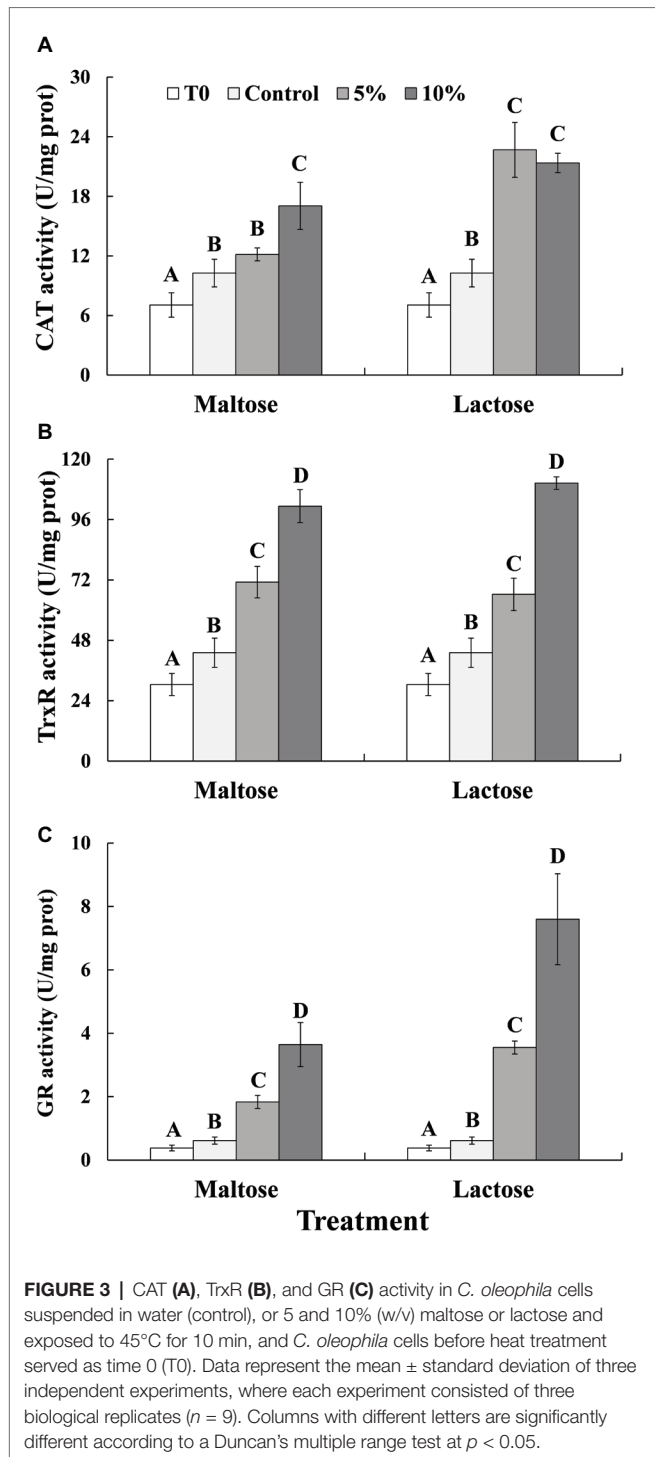 A
30
24
18
12
6
0
CAT activity (U/mg prot)
T0 Control 5% 10%
A B B C
A B C C
Maltose Lactose
B
120
96
72
48
24
0
TrxR activity (U/mg prot)
A B C D
A B C D
Maltose Lactose
C
10
8
6
4
2
0
GR activity (U/mg prot)
A B C D
A B C D
Maltose Lactose
Treatment
FIGURE 3 | CAT (A), TrxR (B), and GR (C) activity in C. oleophila cells
suspended in water (control), or 5 and 10% (w/v) maltose or lactose and
exposed to 45°C for 10 min, and C. oleophila cells before heat treatment
served as time 0 (T0). Data represent the mean ± standard deviation of three
independent experiments, where each experiment consisted of three
biological replicates (n = 9). Columns with different letters are significantly
different according to a Duncan’s multiple range test at p < 0.05.